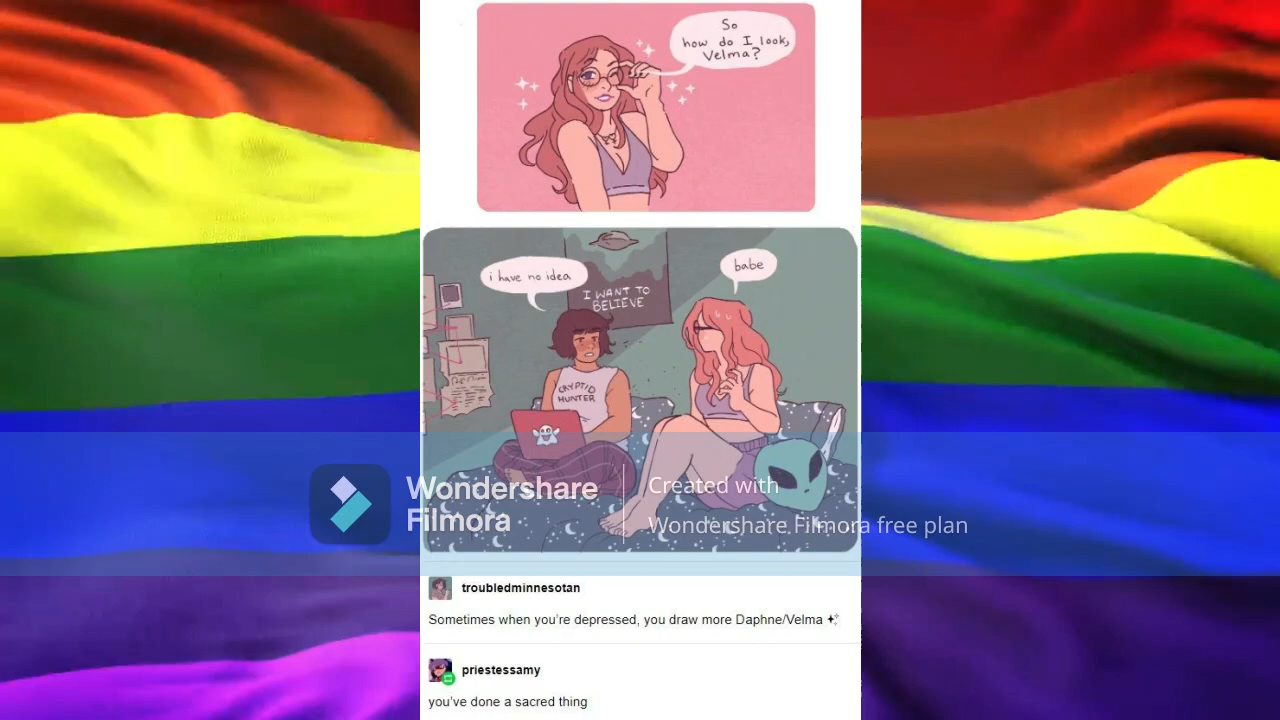 So
how do I look,
Velma?
i have no idea
babe
I WANT TO
BELIEVE
CRYPTID
HUNTER
Wondershare
Filmora
Created with
Wondershare Filmora free plan
troubledminnesotan
Sometimes when you're depressed, you draw more Daphne/Velma ✨
priestessamy
you've done a sacred thing